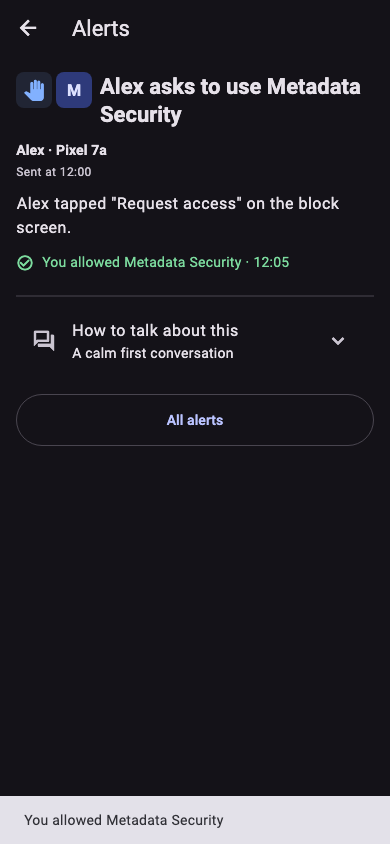 Alerts
M
Alex asks to use Metadata
Security
Alex · Pixel 7a
Sent at 12:00
Alex tapped "Request access" on the block
screen.
You allowed Metadata Security · 12:05
How to talk about this
A calm first conversation
All alerts
You allowed Metadata Security